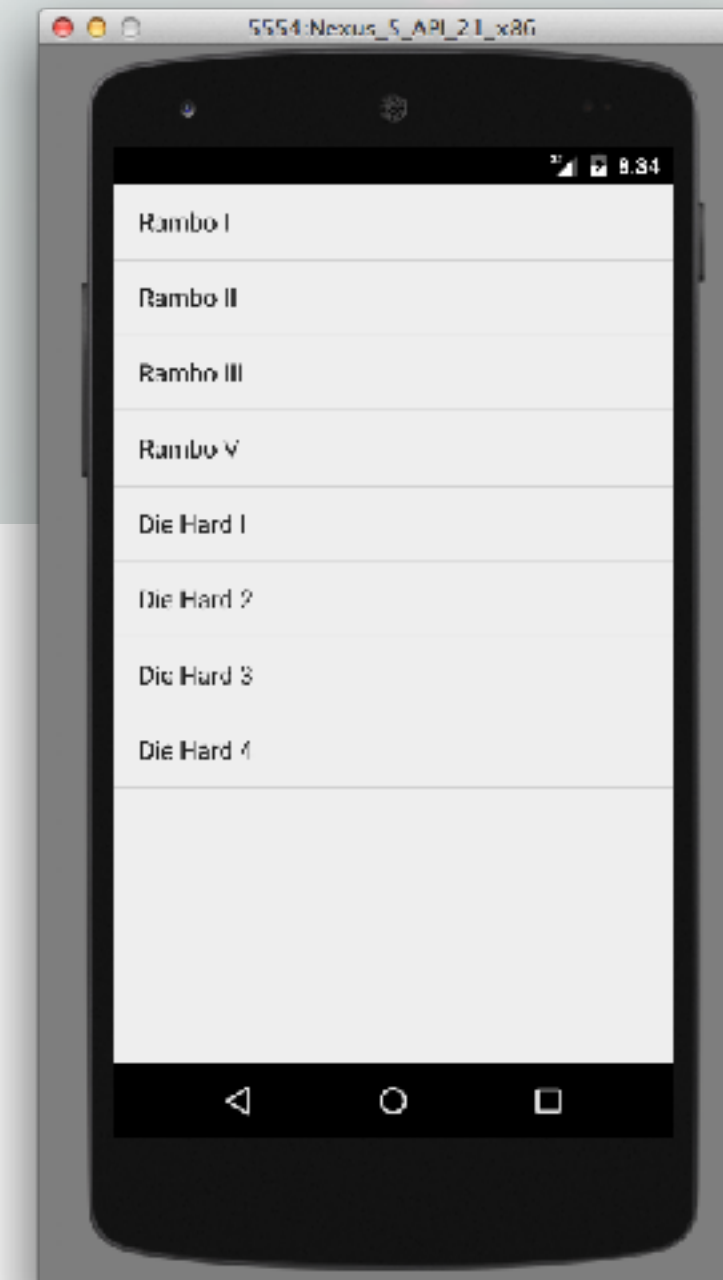 5554:Nexus_5_API_21_x86
8:34
Rambo I
Rambo II
Rambo III
Rambo V
Die Hard I
Die Hard 2
Die Hard 3
Die Hard 4